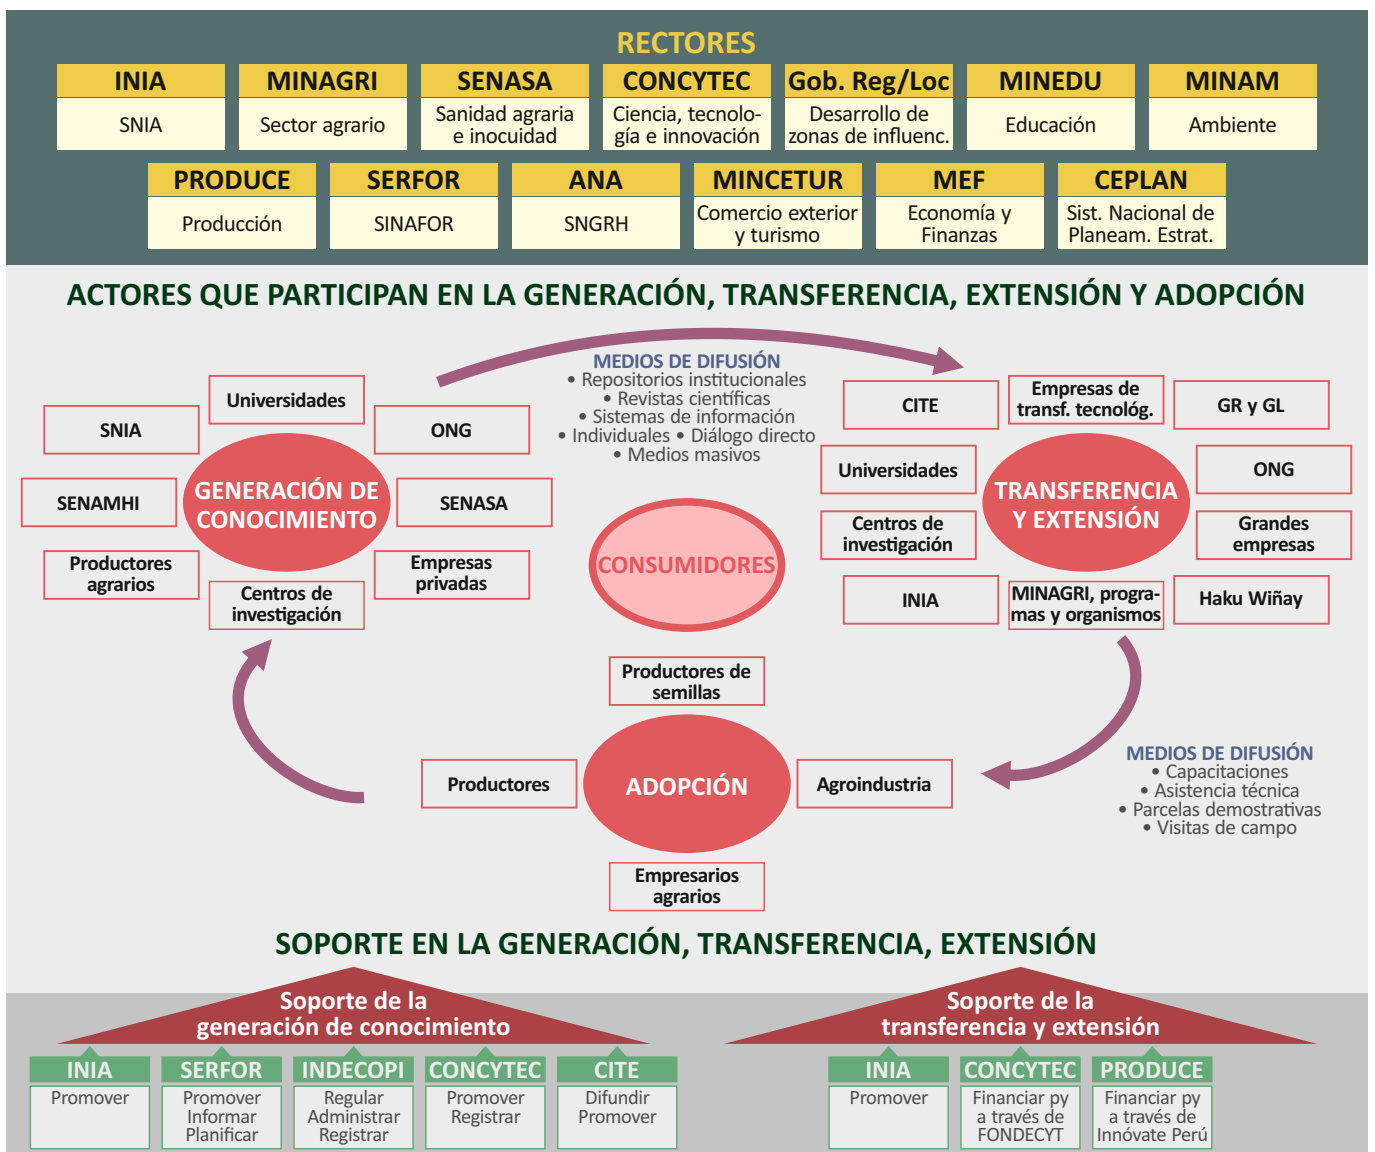 RECTORES
INIA
SNIA
MINAGRI
Sector agrario
SENASA
Sanidad agraria
e inocuidad
CONCYTEC
Ciencia, tecnolo-
gía e innovación
Gob. Reg/Loc
Desarrollo de
zonas de influenc.
MINEDU
Educación
MINAM
Ambiente
PRODUCE
Producción
SERFOR
SINAFOR
ANA
SNGRH
MINCETUR
Comercio exterior
y turismo
MEF
Economía y
Finanzas
CEPLAN
Sist. Nacional de
Planeam. Estrat.
ACTORES QUE PARTICIPAN EN LA GENERACIÓN, TRANSFERENCIA, EXTENSIÓN Y ADOPCIÓN
MEDIOS DE DIFUSIÓN
• Repositorios institucionales
• Revistas científicas
• Sistemas de información
• Individuales • Diálogo directo
• Medios masivos
Universidades
SNIA
ONG
SENAMHI
GENERACIÓN DE
CONOCIMIENTO
SENASA
Productores
agrarios
Empresas
privadas
Centros de
investigación
CONSUMIDORES
CITE
Empresas de
transf. tecnológ.
GR y GL
Universidades
TRANSFERENCIA
Y EXTENSIÓN
ONG
Centros de
investigación
Grandes
empresas
INIA
MINAGRI, progra-
mas y organismos
Haku Wiñay
Productores de
semillas
Productores
ADOPCIÓN
Agroindustria
Empresarios
agrarios
MEDIOS DE DIFUSIÓN
• Capacitaciones
• Asistencia técnica
• Parcelas demostrativas
• Visitas de campo
SOPORTE EN LA GENERACIÓN, TRANSFERENCIA, EXTENSIÓN
Soporte de la
generación de conocimiento
INIA
Promover
SERFOR
Promover
Informar
Planificar
INDECOPI
Regular
Administrar
Registrar
CONCYTEC
Promover
Registrar
CITE
Difundir
Promover
Soporte de la
transferencia y extensión
INIA
Promover
CONCYTEC
Financiar py
a través de
FONDECYT
PRODUCE
Financiar py
a través de
Innóvate Perú